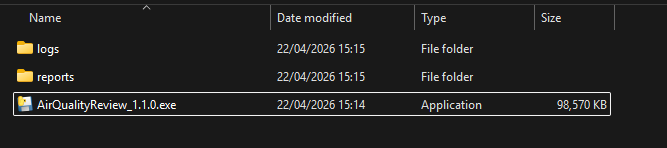 Name Date modified Type Size
logs 22/04/2026 15:15 File folder
reports 22/04/2026 15:15 File folder
AirQualityReview_1.1.0.exe 22/04/2026 15:14 Application 98,570 KB